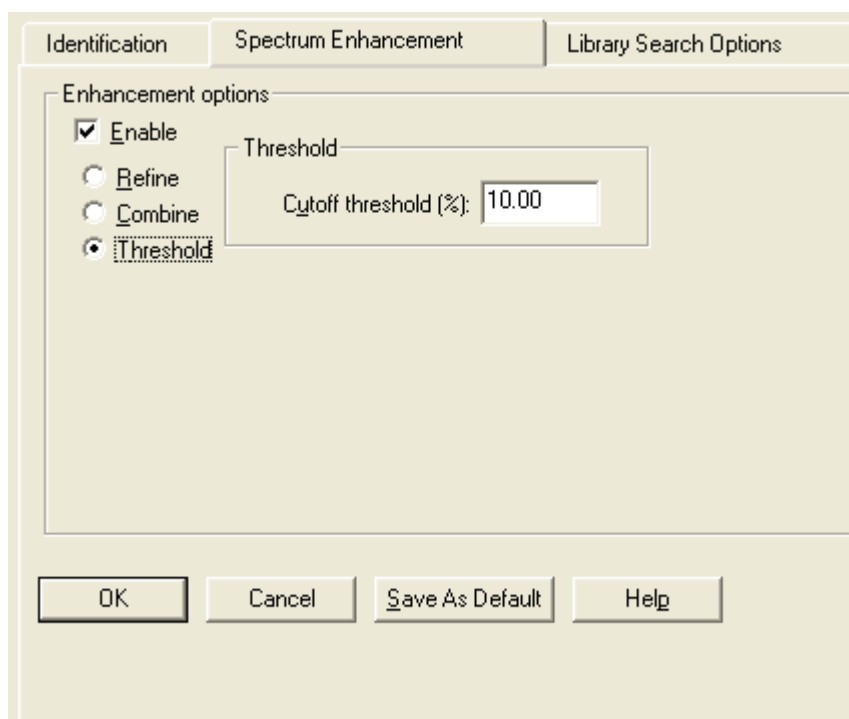 Identification Spectrum Enhancement Library Search Options
Enhancement options
Enable
Threshold
Refine
Cutoff threshold (%): 10.00
Combine
Threshold
OK Cancel Save As Default Help